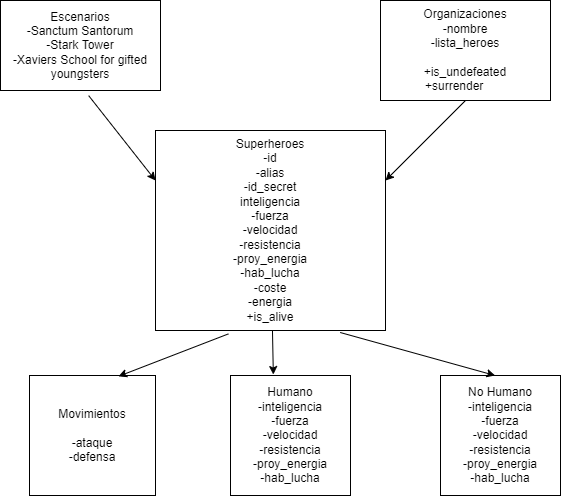 Escenarios
-Sanctum Santorum
-Stark Tower
-Xaviers School for gifted
youngsters
Organizaciones
-nombre
-lista_heroes
+is_undefeated
+surrender
Superheroes
-id
-alias
-id_secret
inteligencia
-fuerza
-velocidad
-resistencia
-proy_energia
-hab_lucha
-coste
-energia
+is_alive
Movimientos
-ataque
-defensa
Humano
-inteligencia
-fuerza
-velocidad
-resistencia
-proy_energia
-hab_lucha
No Humano
-inteligencia
-fuerza
-velocidad
-resistencia
-proy_energia
-hab_lucha